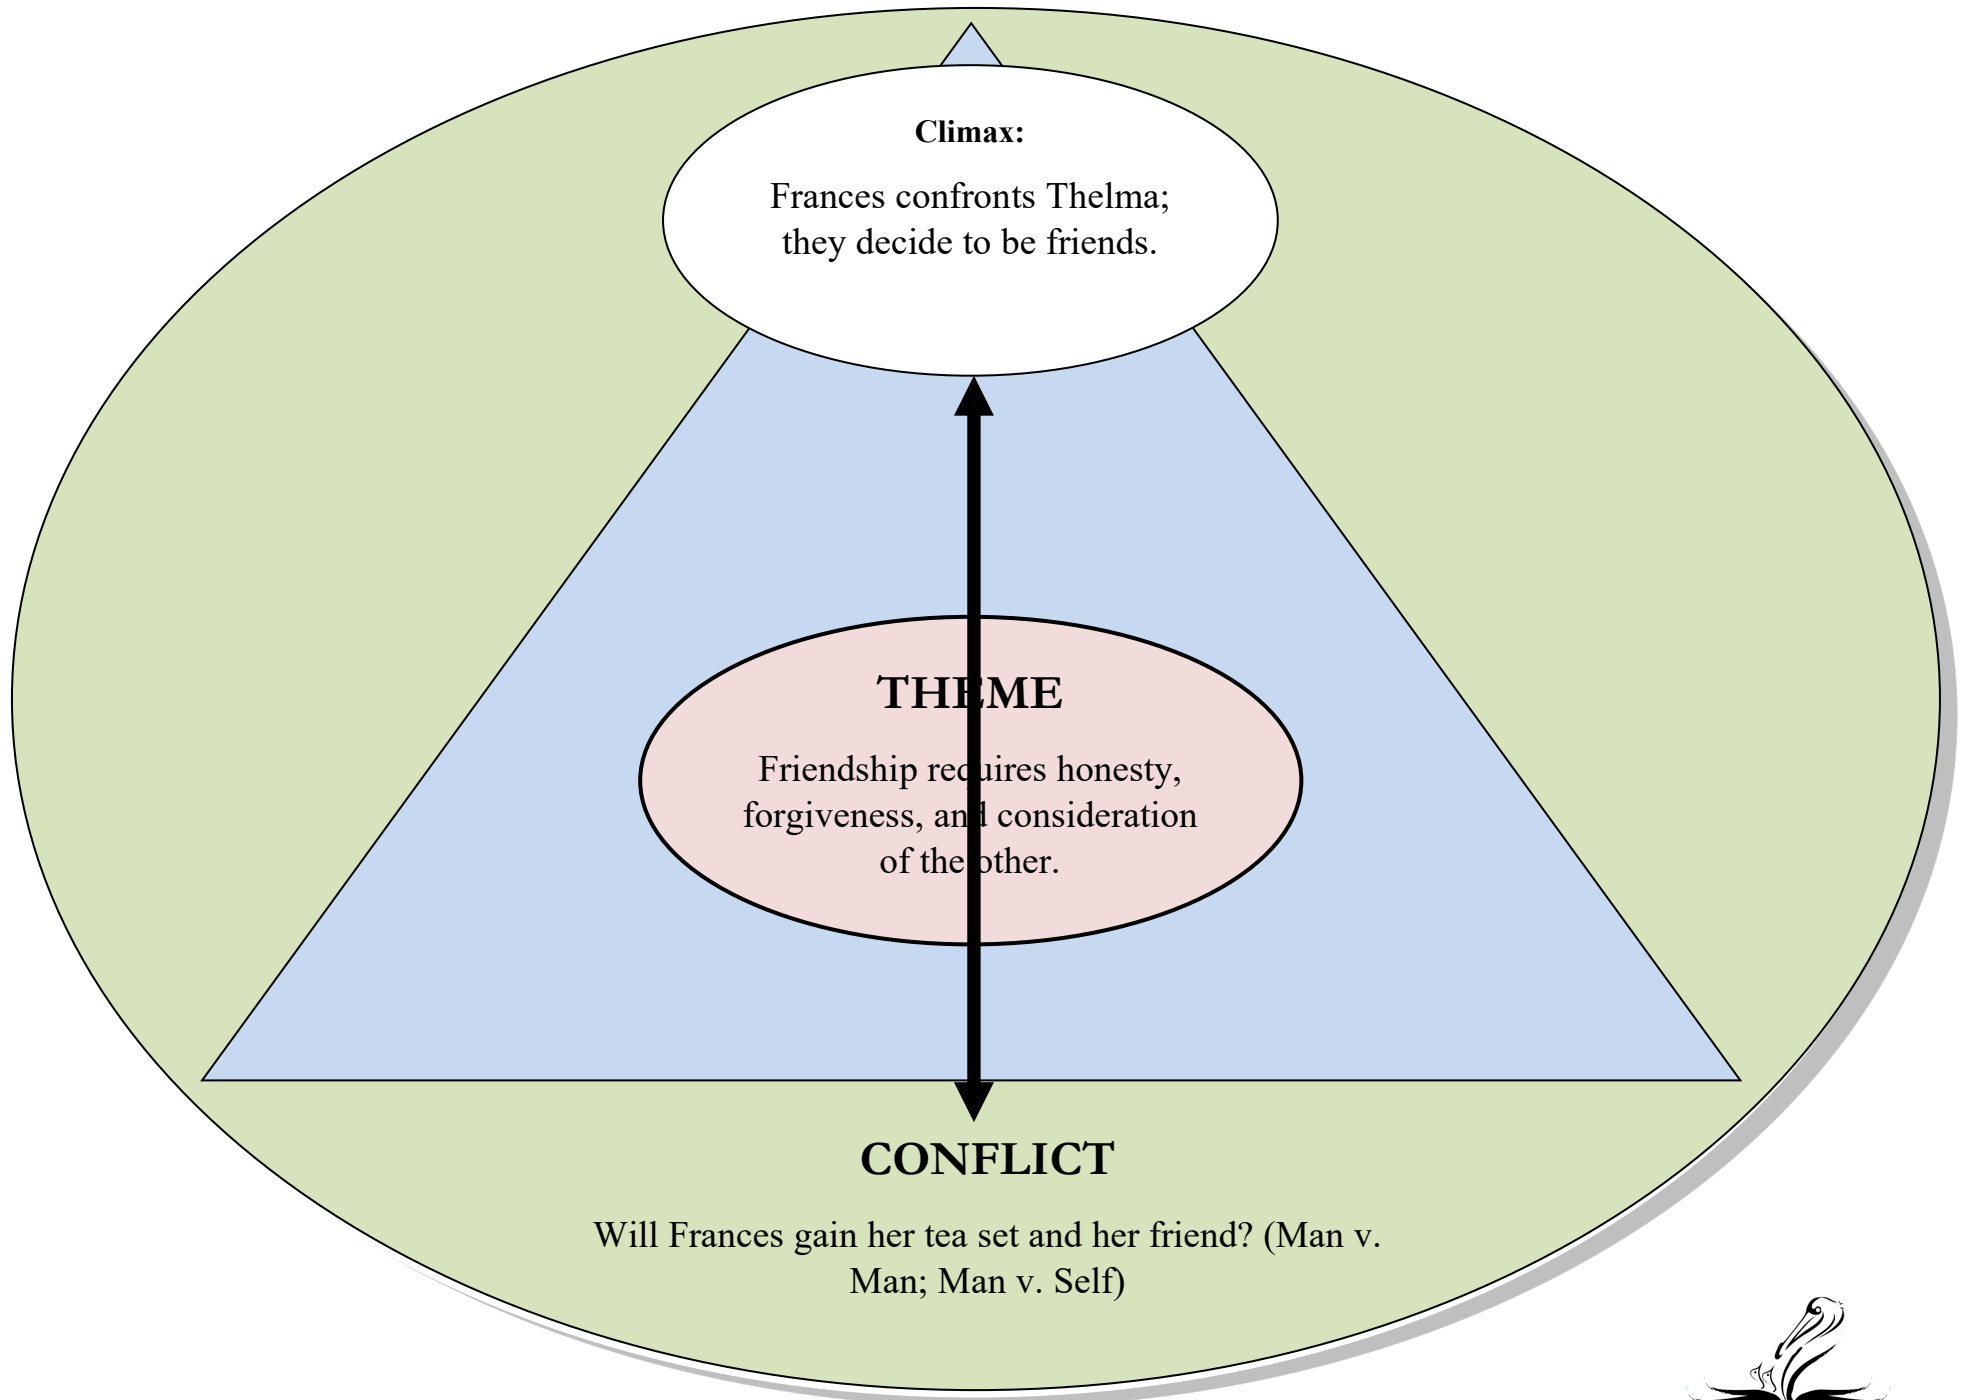 Climax:
Frances confronts Thelma;
they decide to be friends.
THEME
Friendship requires honesty,
forgiveness, and consideration
of the other.
CONFLICT
Will Frances gain her tea set and her friend? (Man v.
Man; Man v. Self)